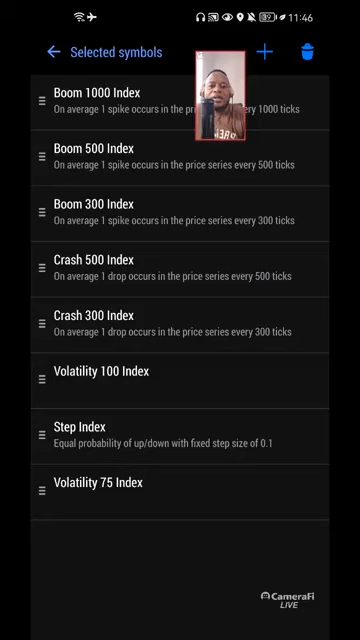 89
11:46
Selected symbols
Boom 1000 Index
On average 1 spike occurs in the pri ery 1000 ticks
Boom 500 Index
On average 1 spike occurs in the price series every 500 ticks
Boom 300 Index
On average 1 spike occurs in the price series every 300 ticks
Crash 500 Index
On average 1 drop occurs in the price series every 500 ticks
Crash 300 Index
On average 1 drop occurs in the price series every 300 ticks
Volatility 100 Index
Step Index
Equal probability of up/down with fixed step size of 0.1
Volatility 75 Index
CameraFi
LIVE